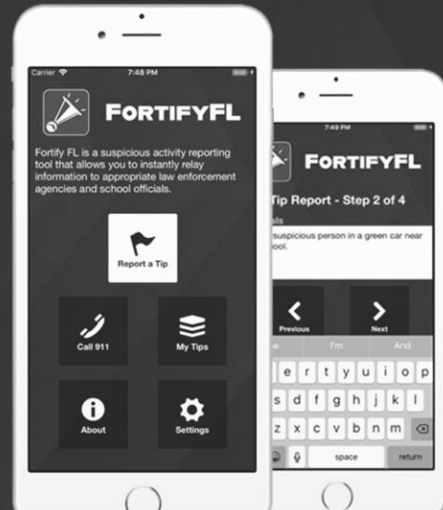 Carrier 7:48 PM
FORTIFYFL
Fortify FL is a suspicious activity reporting
tool that allows you to instantly relay
information to appropriate law enforcement
agencies and school officials.
Report a Tip
Call 911
My Tips
About
Settings
7:49 PM
FORTIFYFL
Tip Report - Step 2 of 4
suspicious person in a green car near
Previous
Next
I'm
And
e r t y u i o p
s d f g h j k l
z x c v b n m
space
return